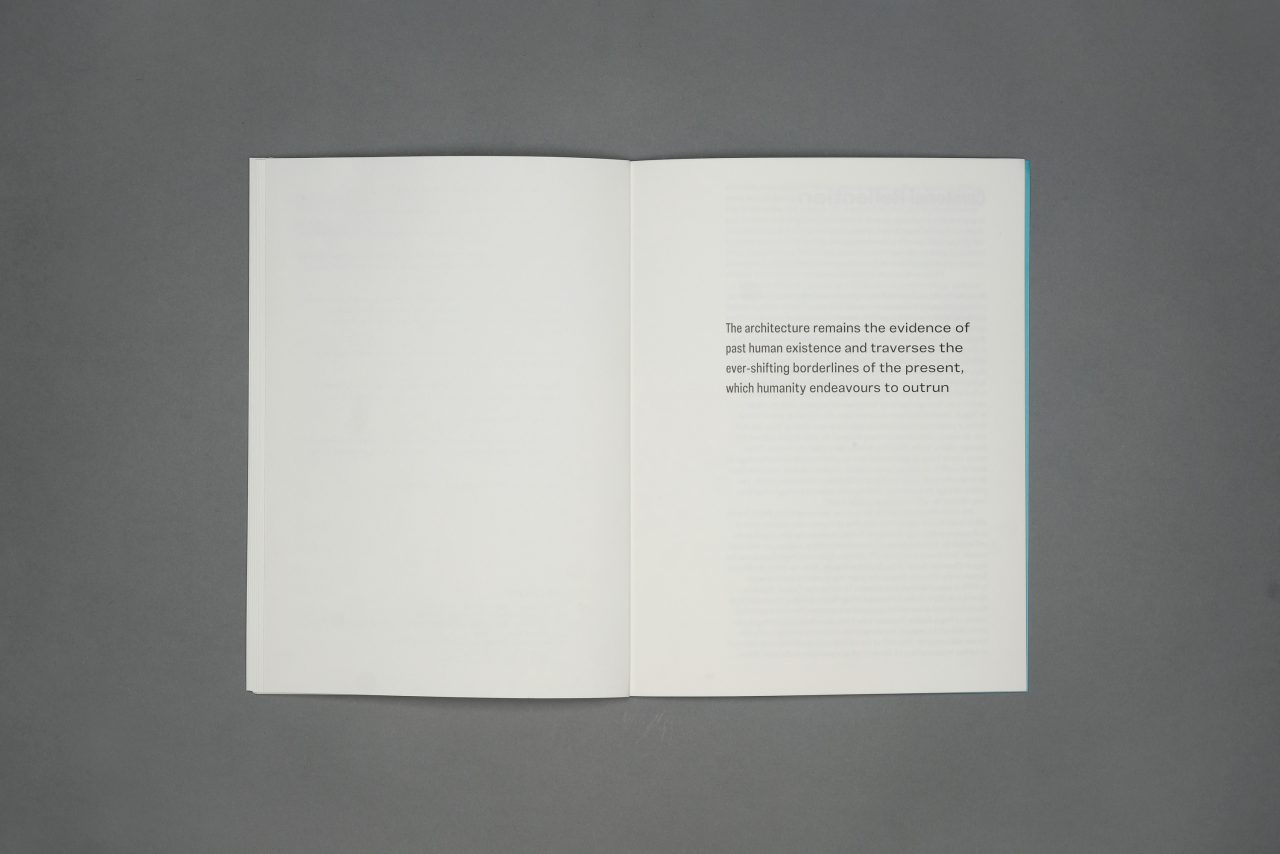 The architecture remains the evidence of
past human existence and traverses the
ever-shifting borderlines of the present,
which humanity endeavours to outrun